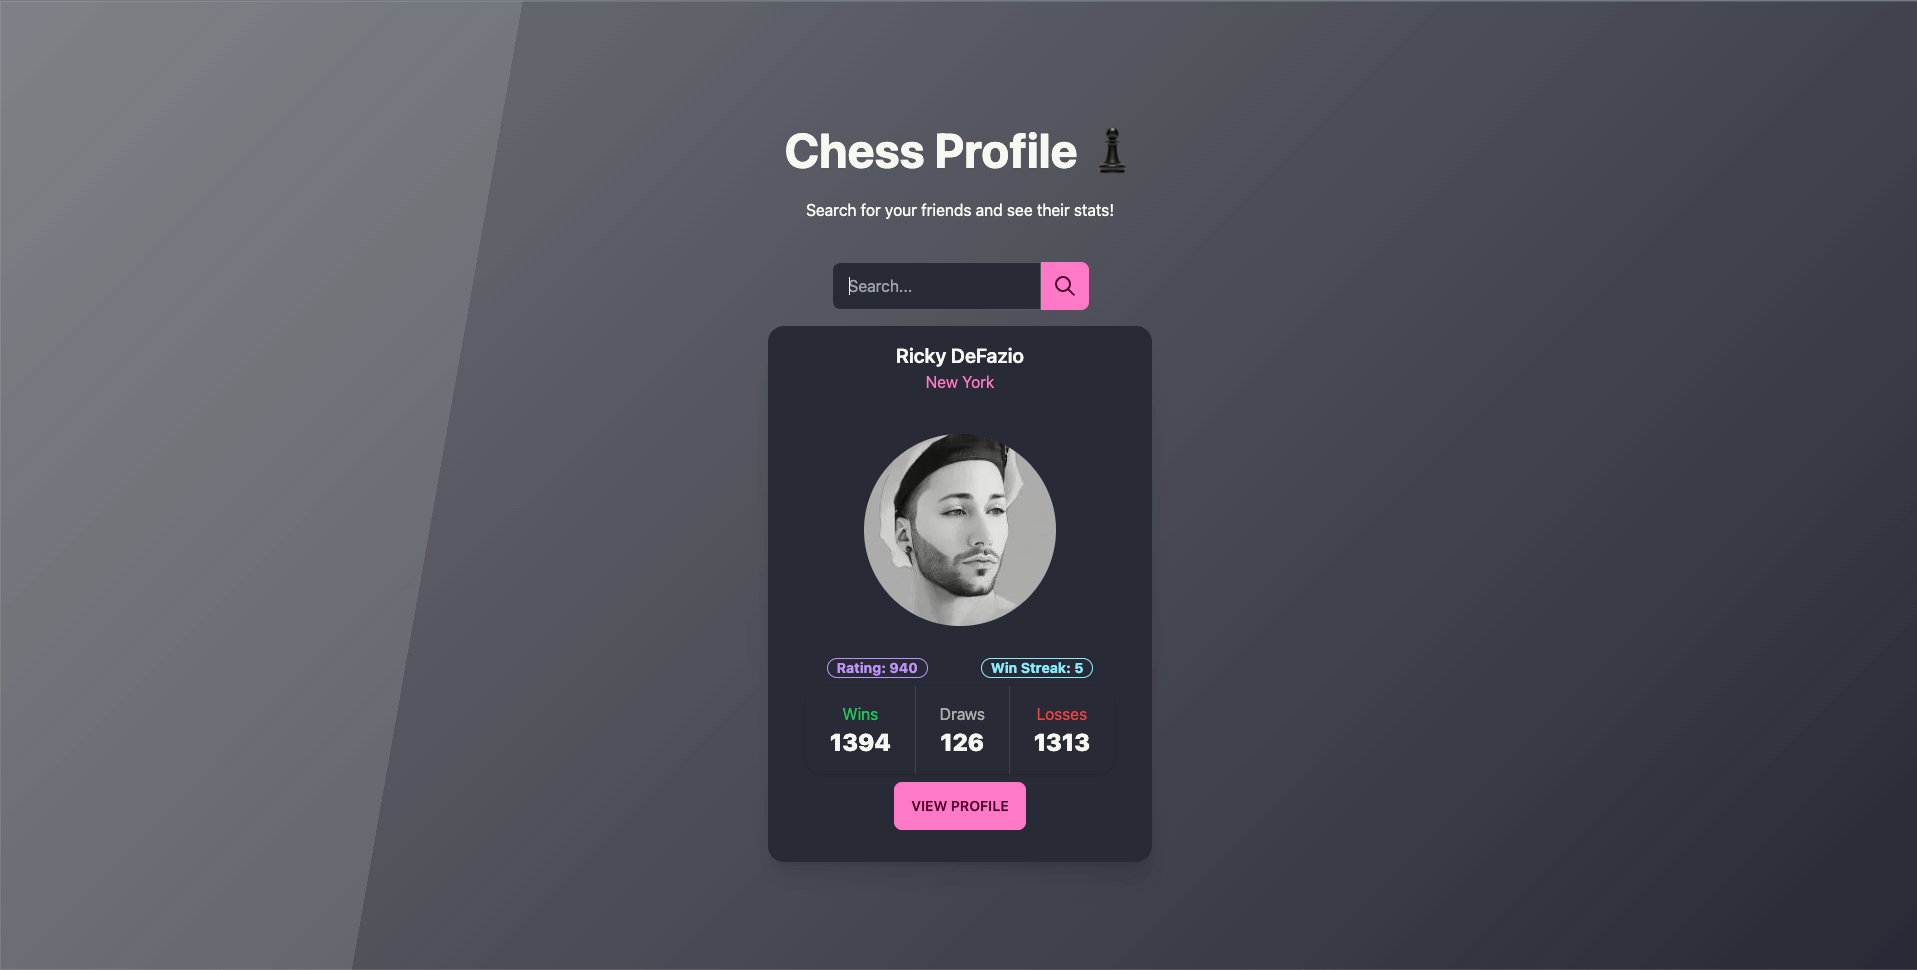 Chess Profile
Search for your friends and see their stats!
Search...
Ricky DeFazio
New York
Rating: 940 Win Streak: 5
Wins Draws Losses
1394 126 1313
VIEW PROFILE